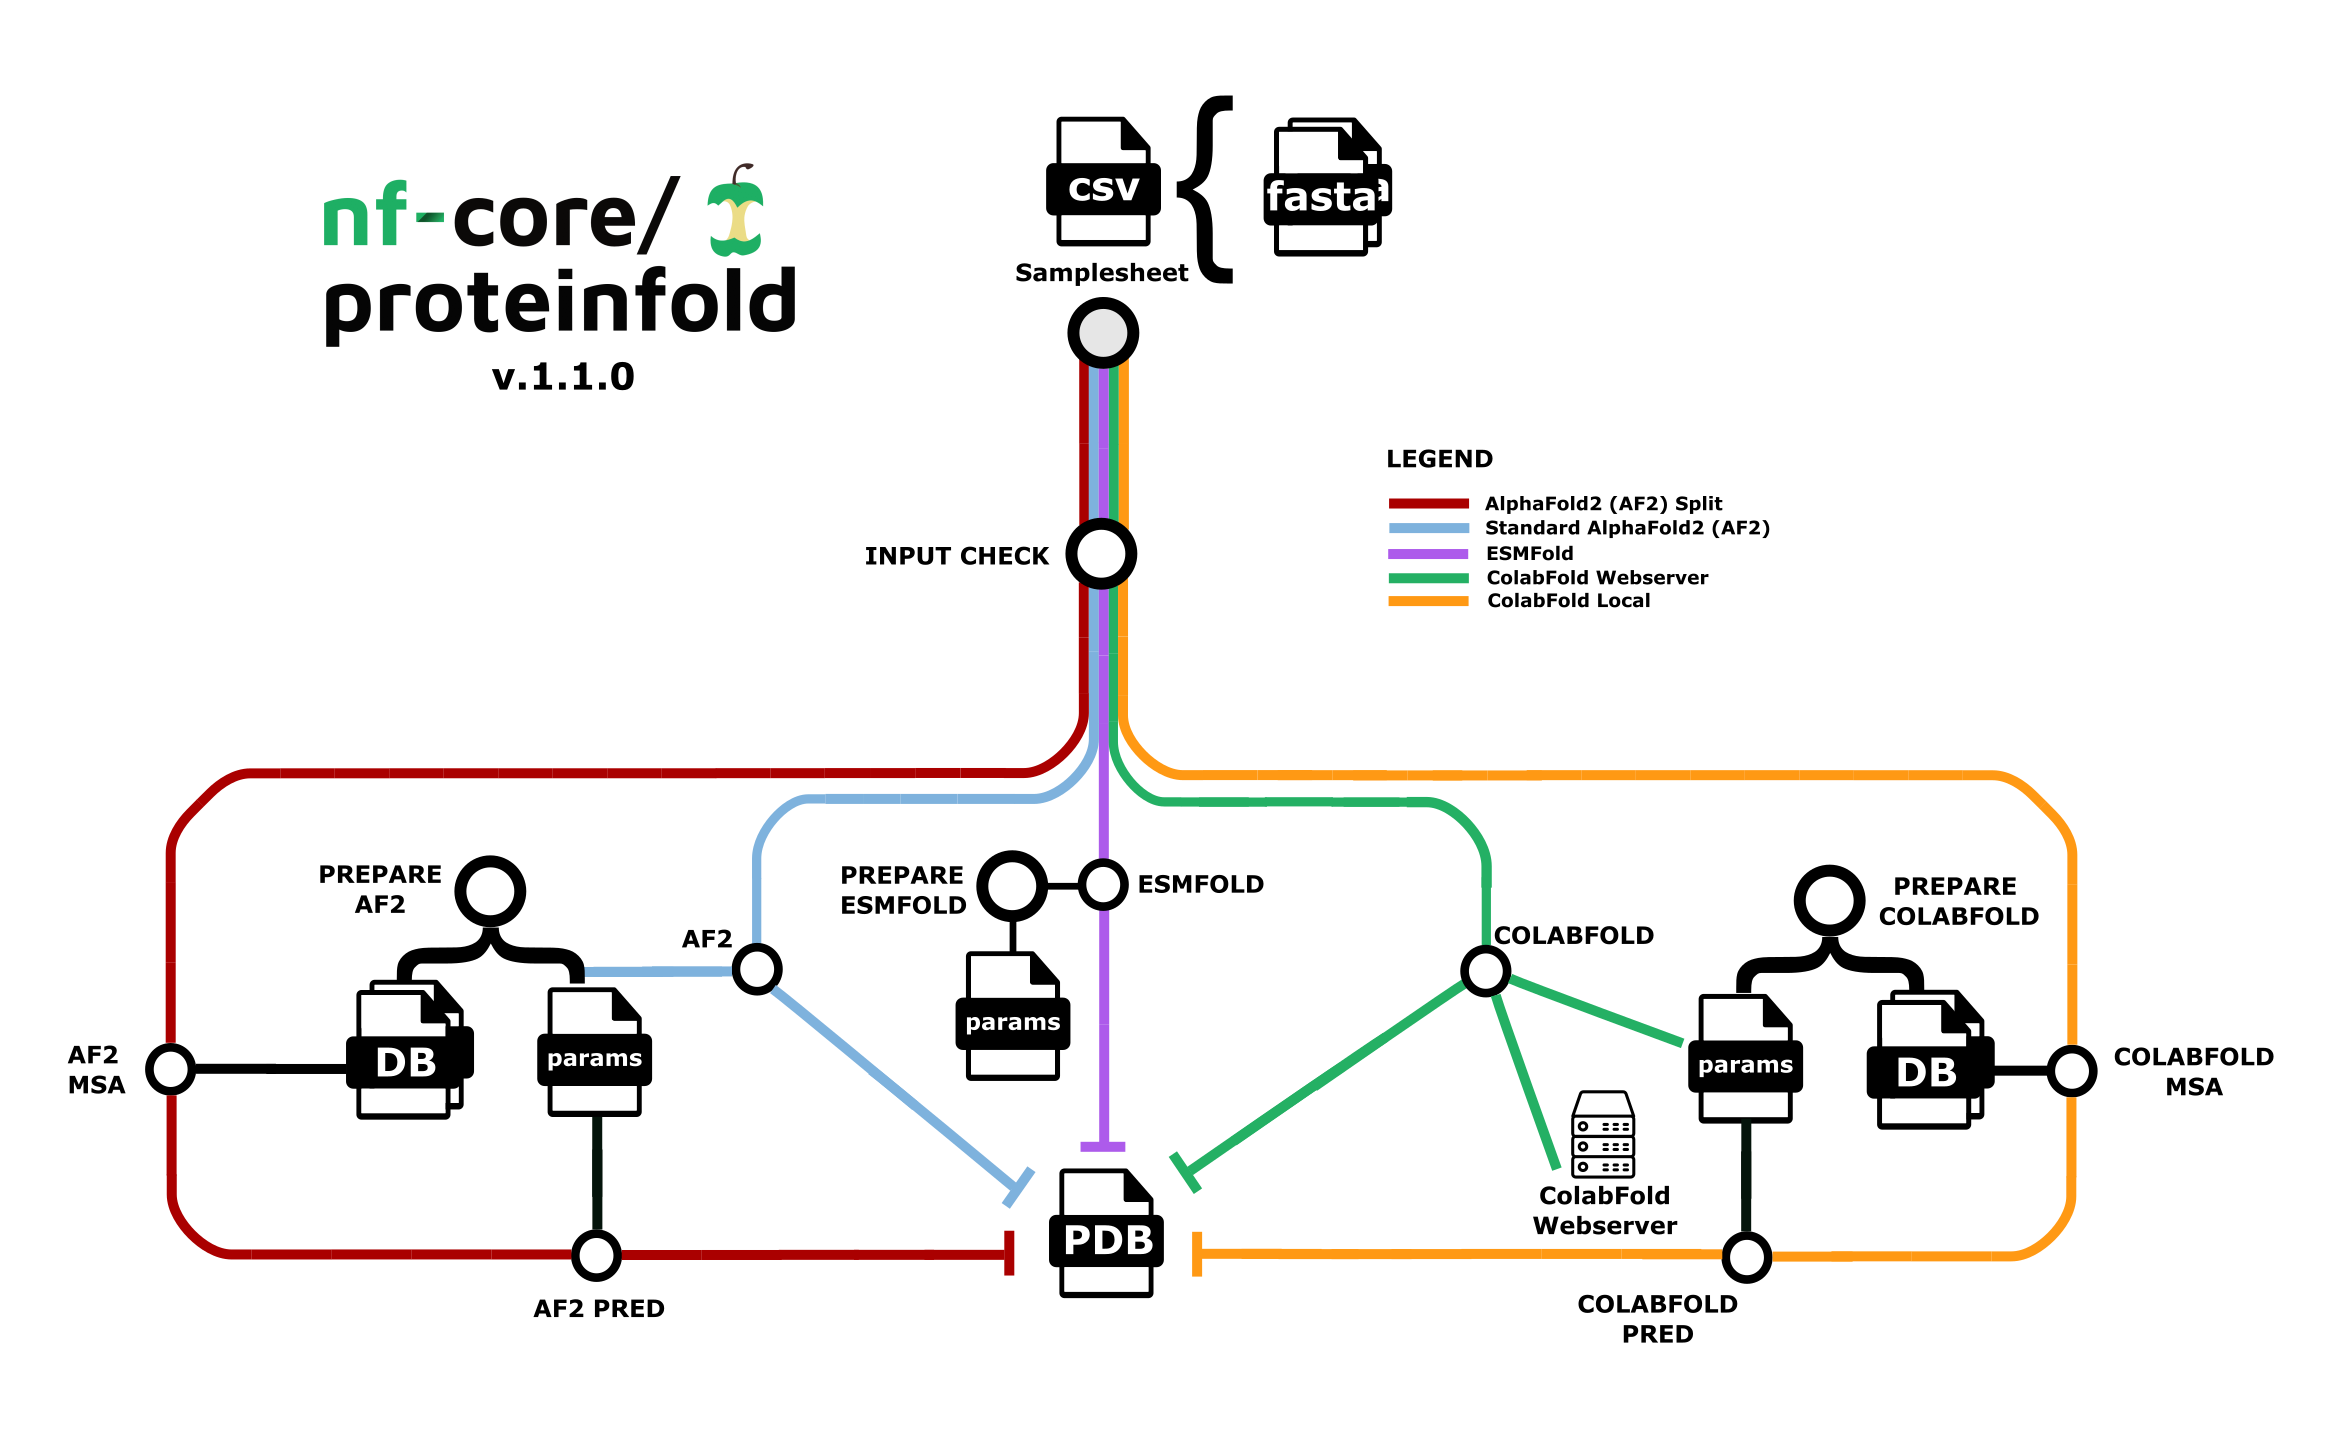 nf-core/
proteinfold
v.1.1.0
csv
fasta
Samplesheet
INPUT CHECK
LEGEND
AlphaFold2 (AF2) Split
Standard AlphaFold2 (AF2)
ESMFold
ColabFold Webserver
ColabFold Local
PREPARE
AF2
DB
params
AF2
AF2
MSA
AF2 PRED
PREPARE
ESMFOLD
params
ESMFOLD
PDB
COLABFOLD
ColabFold
Webserver
PREPARE
COLABFOLD
params
DB
COLABFOLD
MSA
COLABFOLD
PRED